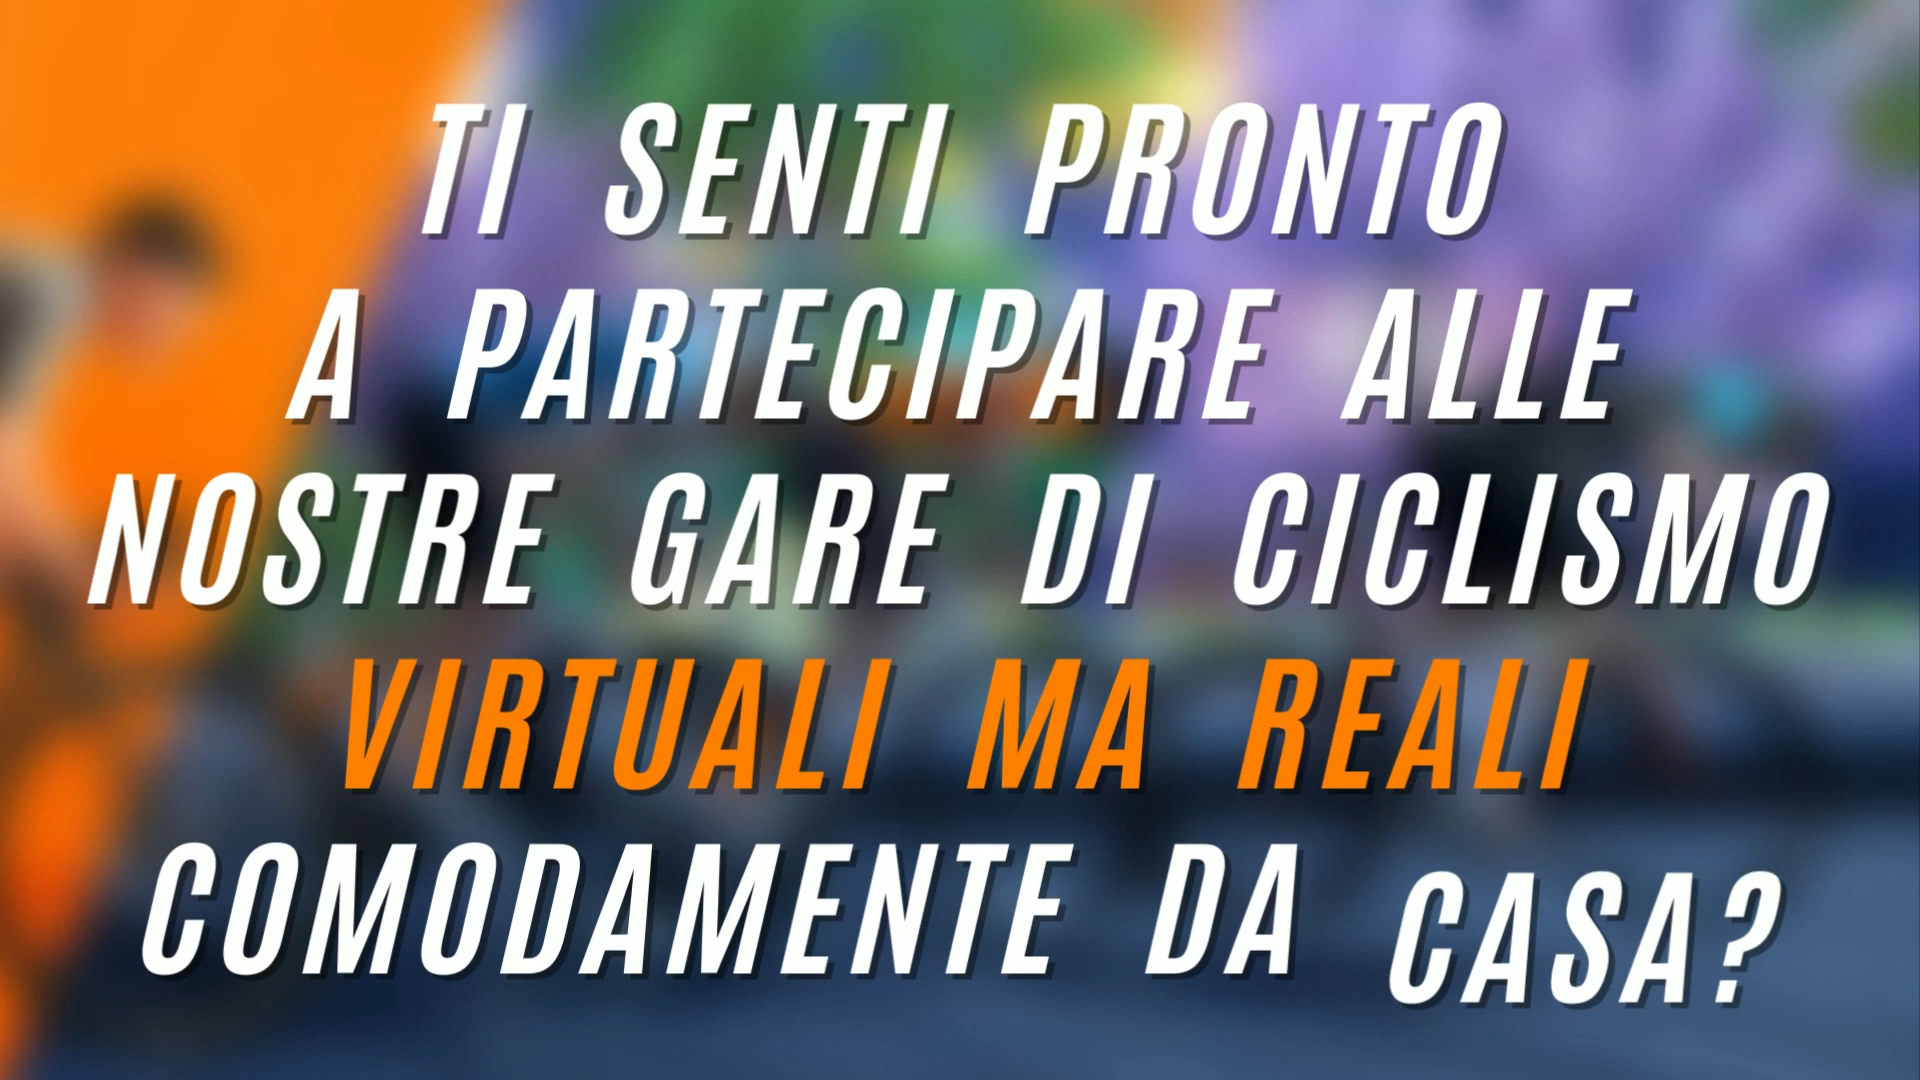 TI SENTI PRONTO
A PARTECIPARE ALLE
NOSTRE GARE DI CICLISMO
VIRTUALI MA REALI
COMODAMENTE DA CASA?